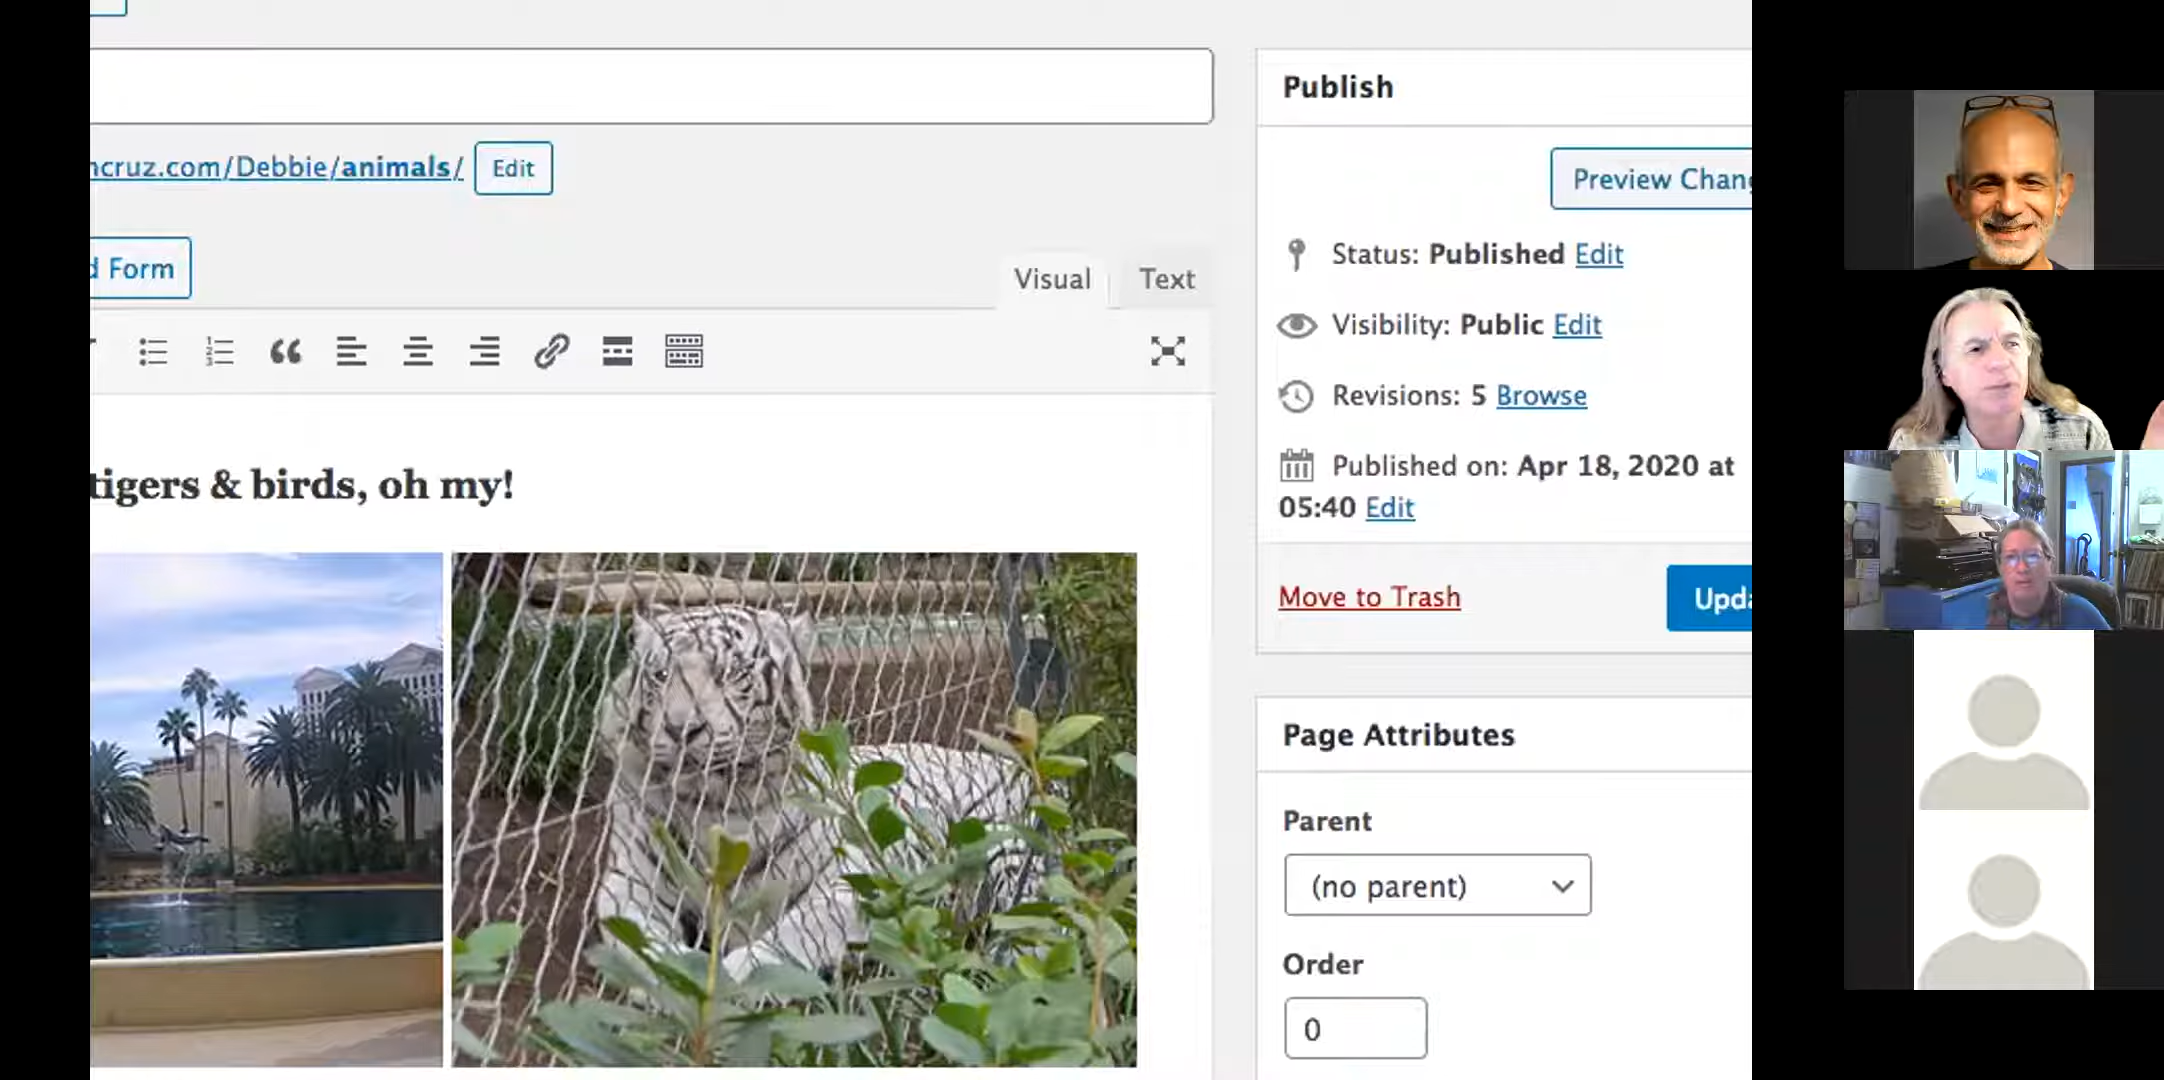 ncruz.com/Debbie/animals/ Edit
d Form
Visual Text
tigers & birds, oh my!
Publish
Preview Chang
Status: Published Edit
Visibility: Public Edit
Revisions: 5 Browse
Published on: Apr 18, 2020 at
05:40 Edit
Move to Trash
Upda
Page Attributes
Parent
(no parent)
Order
0